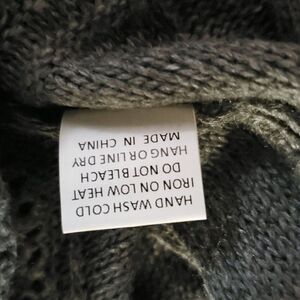 HAND WASH COLD
IRON ON LOW HEAT
DO NOT BLEACH
HANG OR LINE DRY
MADE IN CHINA